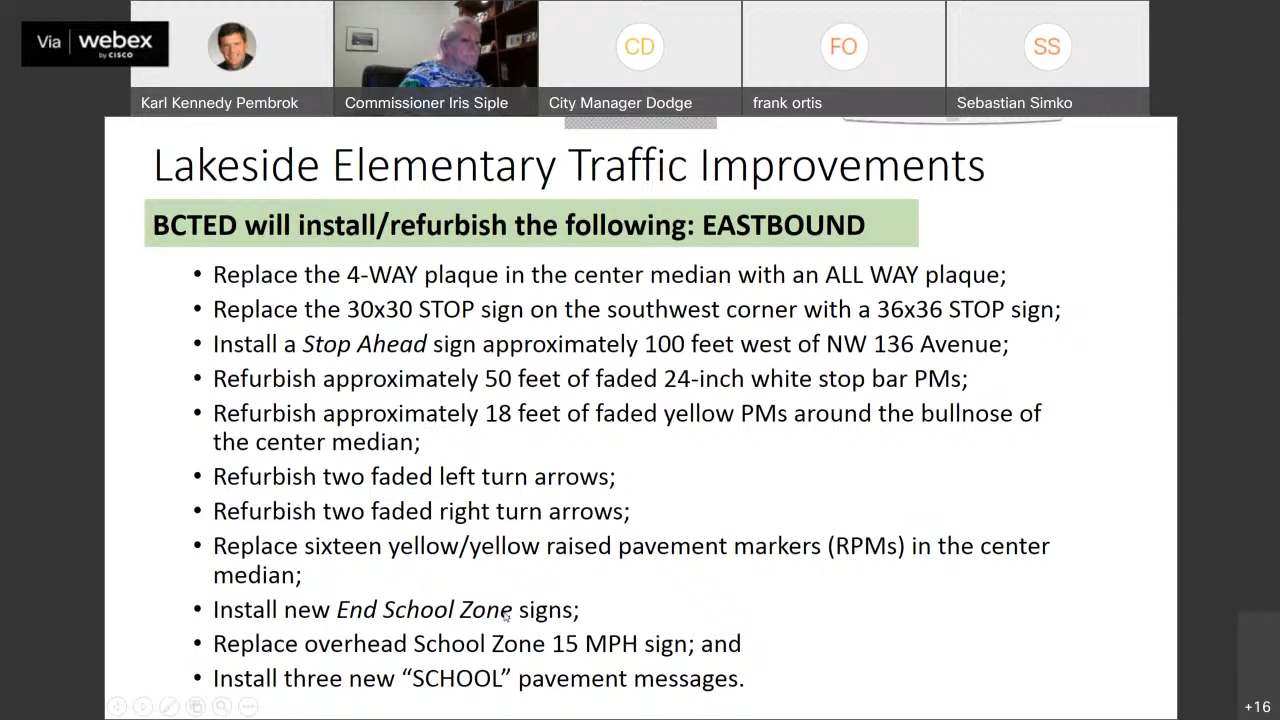 Via webex
by CISCO
CD
FO
SS
Karl Kennedy Pembrok
Commissioner Iris Siple
City Manager Dodge
frank ortis
Sebastian Simko
Lakeside Elementary Traffic Improvements
BCTED will install/refurbish the following: EASTBOUND
• Replace the 4-WAY plaque in the center median with an ALL WAY plaque;
• Replace the 30x30 STOP sign on the southwest corner with a 36x36 STOP sign;
• Install a Stop Ahead sign approximately 100 feet west of NW 136 Avenue;
• Refurbish approximately 50 feet of faded 24-inch white stop bar PMs;
• Refurbish approximately 18 feet of faded yellow PMs around the bullnose of
the center median;
• Refurbish two faded left turn arrows;
• Refurbish two faded right turn arrows;
• Replace sixteen yellow/yellow raised pavement markers (RPMs) in the center
median;
• Install new End School Zone signs;
• Replace overhead School Zone 15 MPH sign; and
• Install three new “SCHOOL” pavement messages.
+16